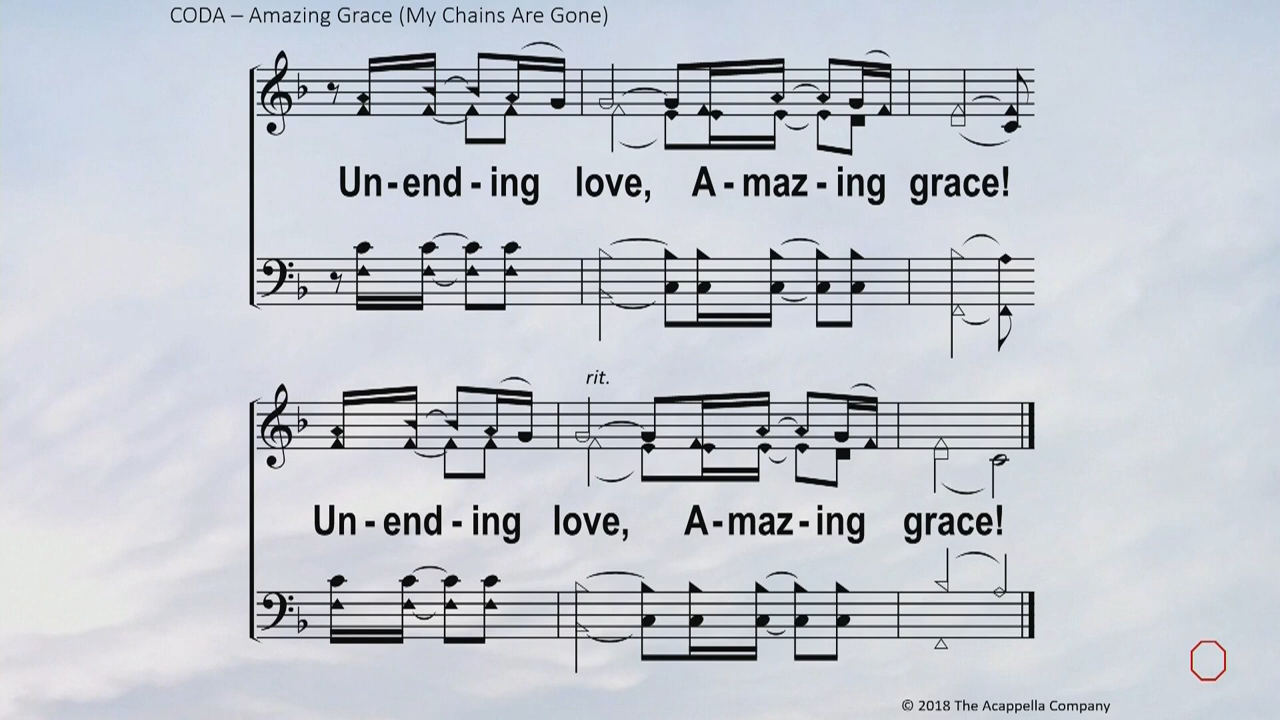 CODA – Amazing Grace (My Chains Are Gone)
Un-end - ing love, A - maz - ing grace!
rit.
Un - end - ing love, A-maz-ing grace!
© 2018 The Acappella Company